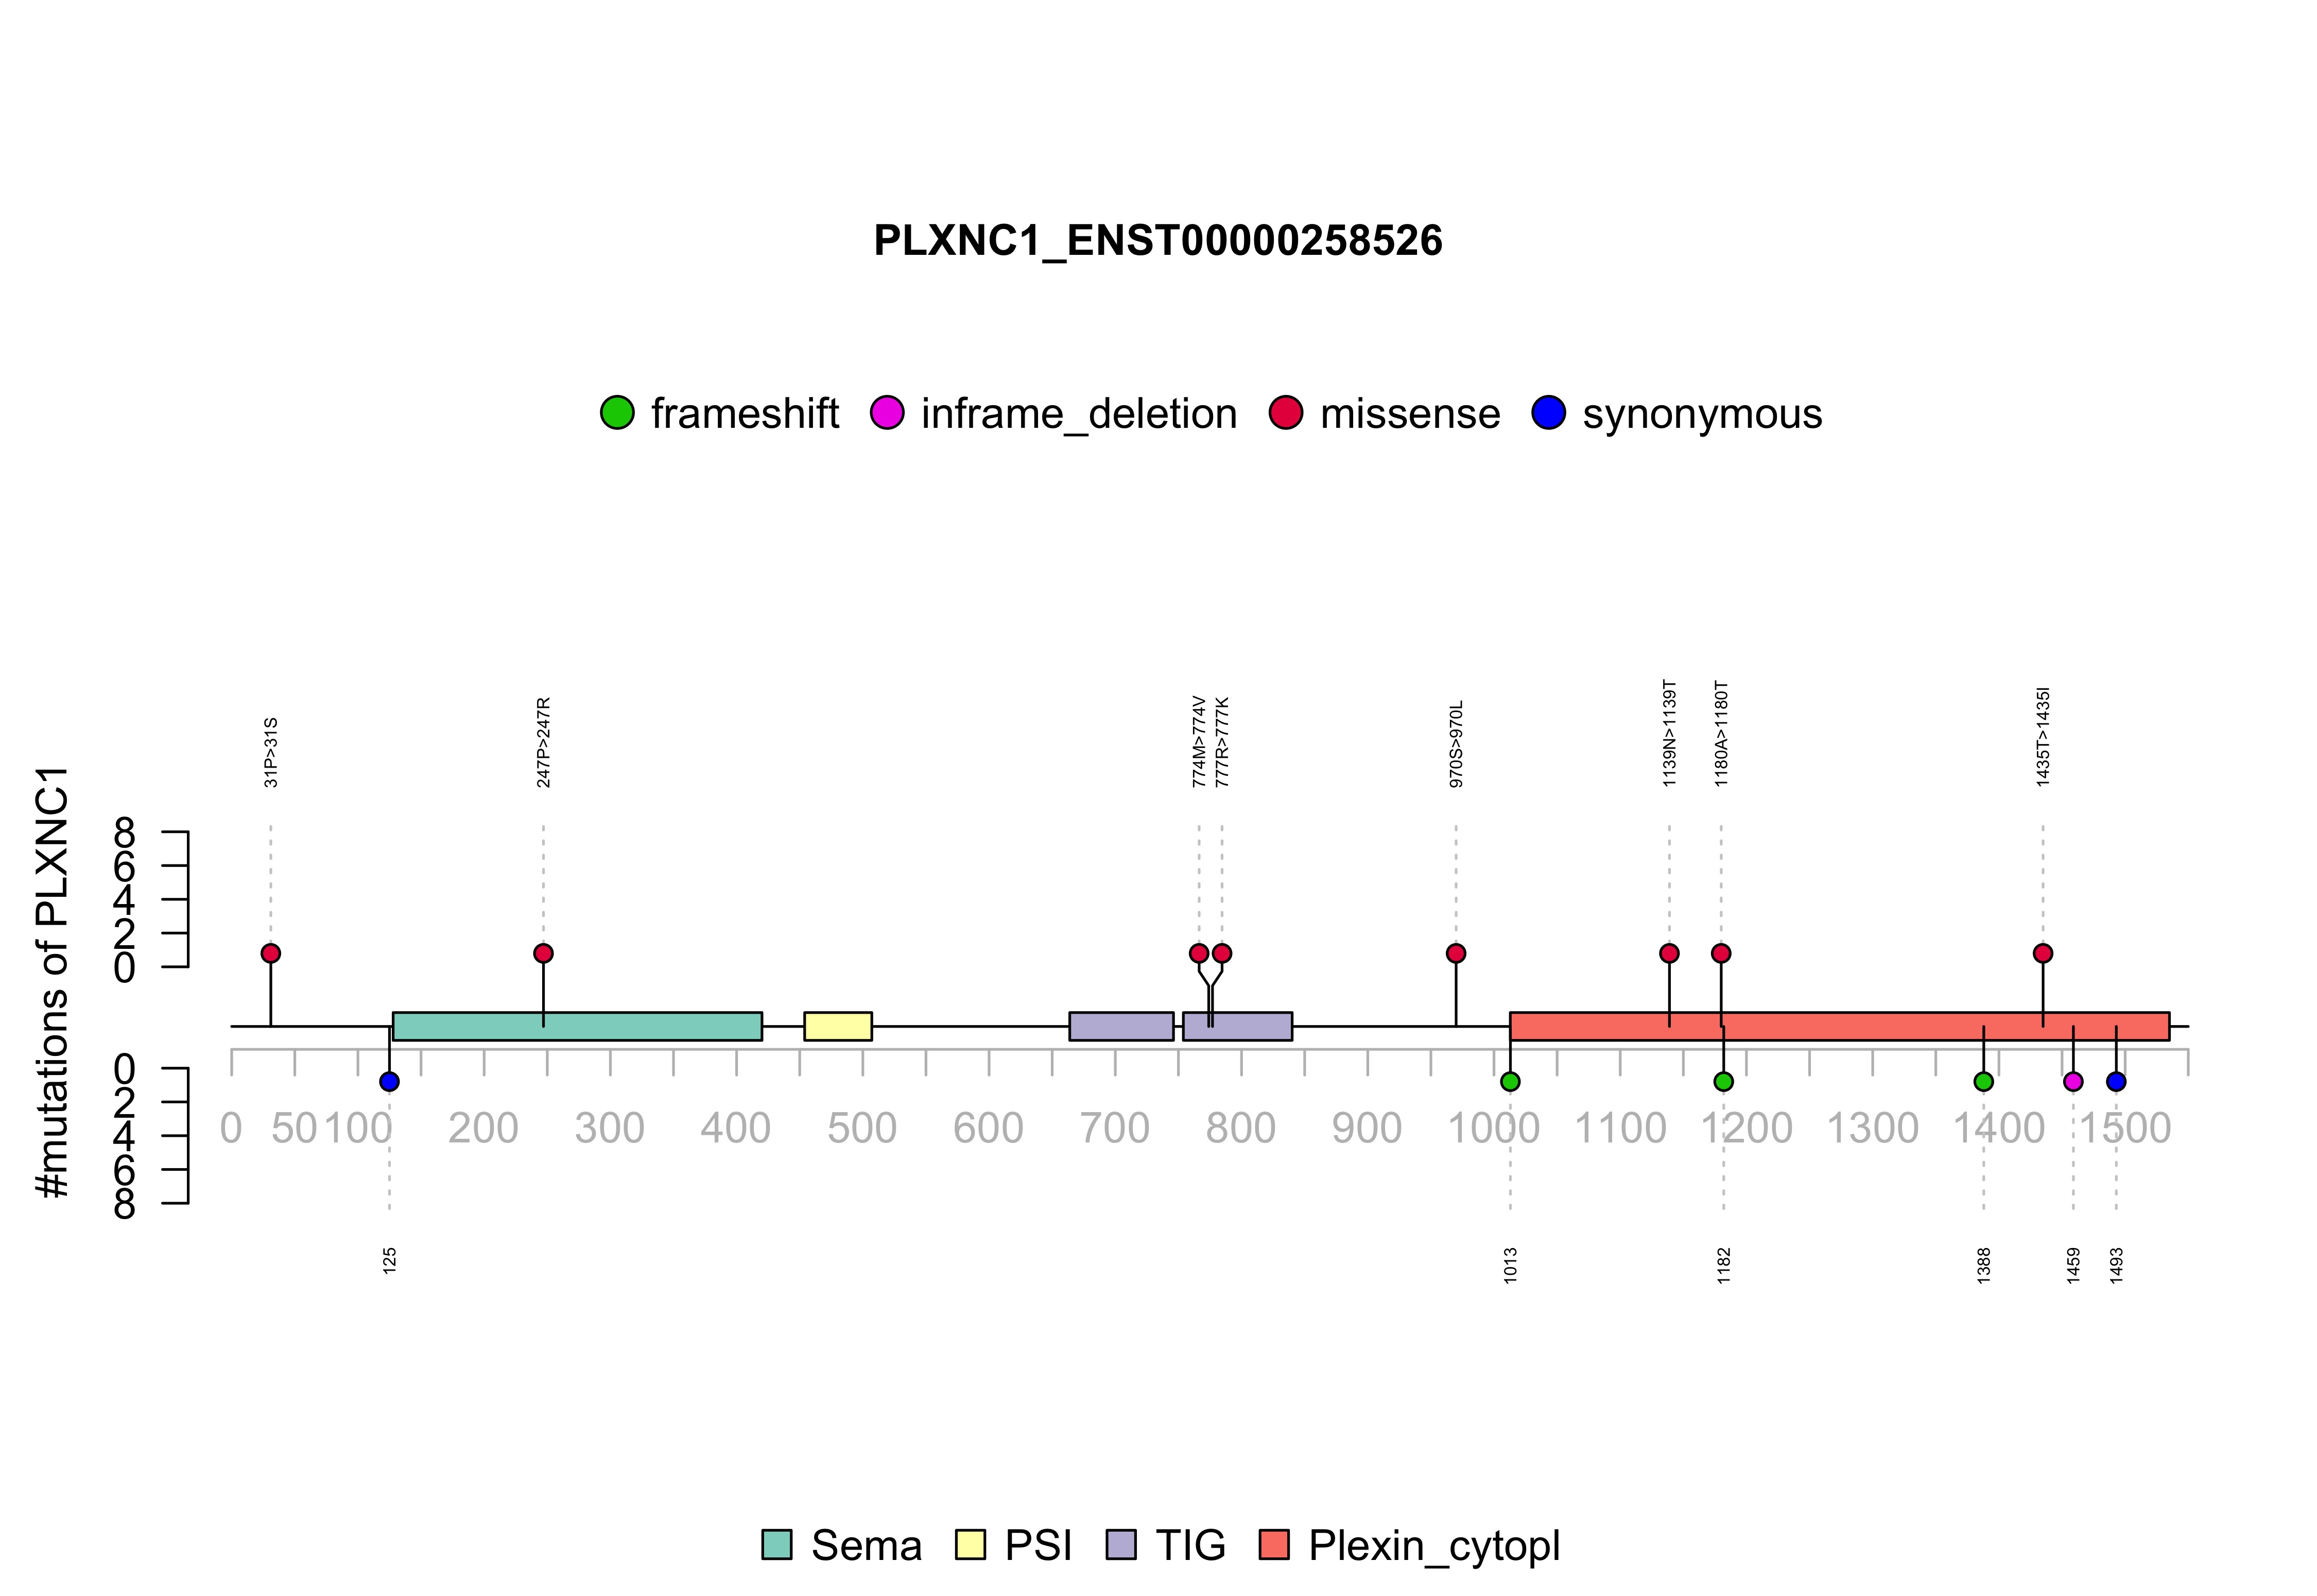 PLXNC1_ENST00000258526
frameshift inframe_deletion missense synonymous
31P>31S 247P>247R 774M>774V 777R>777K 970S>970L 1139N>1139T 1180A>1180T 1435T>1435I
#mutations of PLXNC1
8
6
4
2
0
0
2
4
6
8
0 50 100 200 300 400 500 600 700 800 900 1000 1100 1200 1300 1400 1500
125 1013 1182 1388 1459 1493
Sema PSI TIG Plexin_cytopl